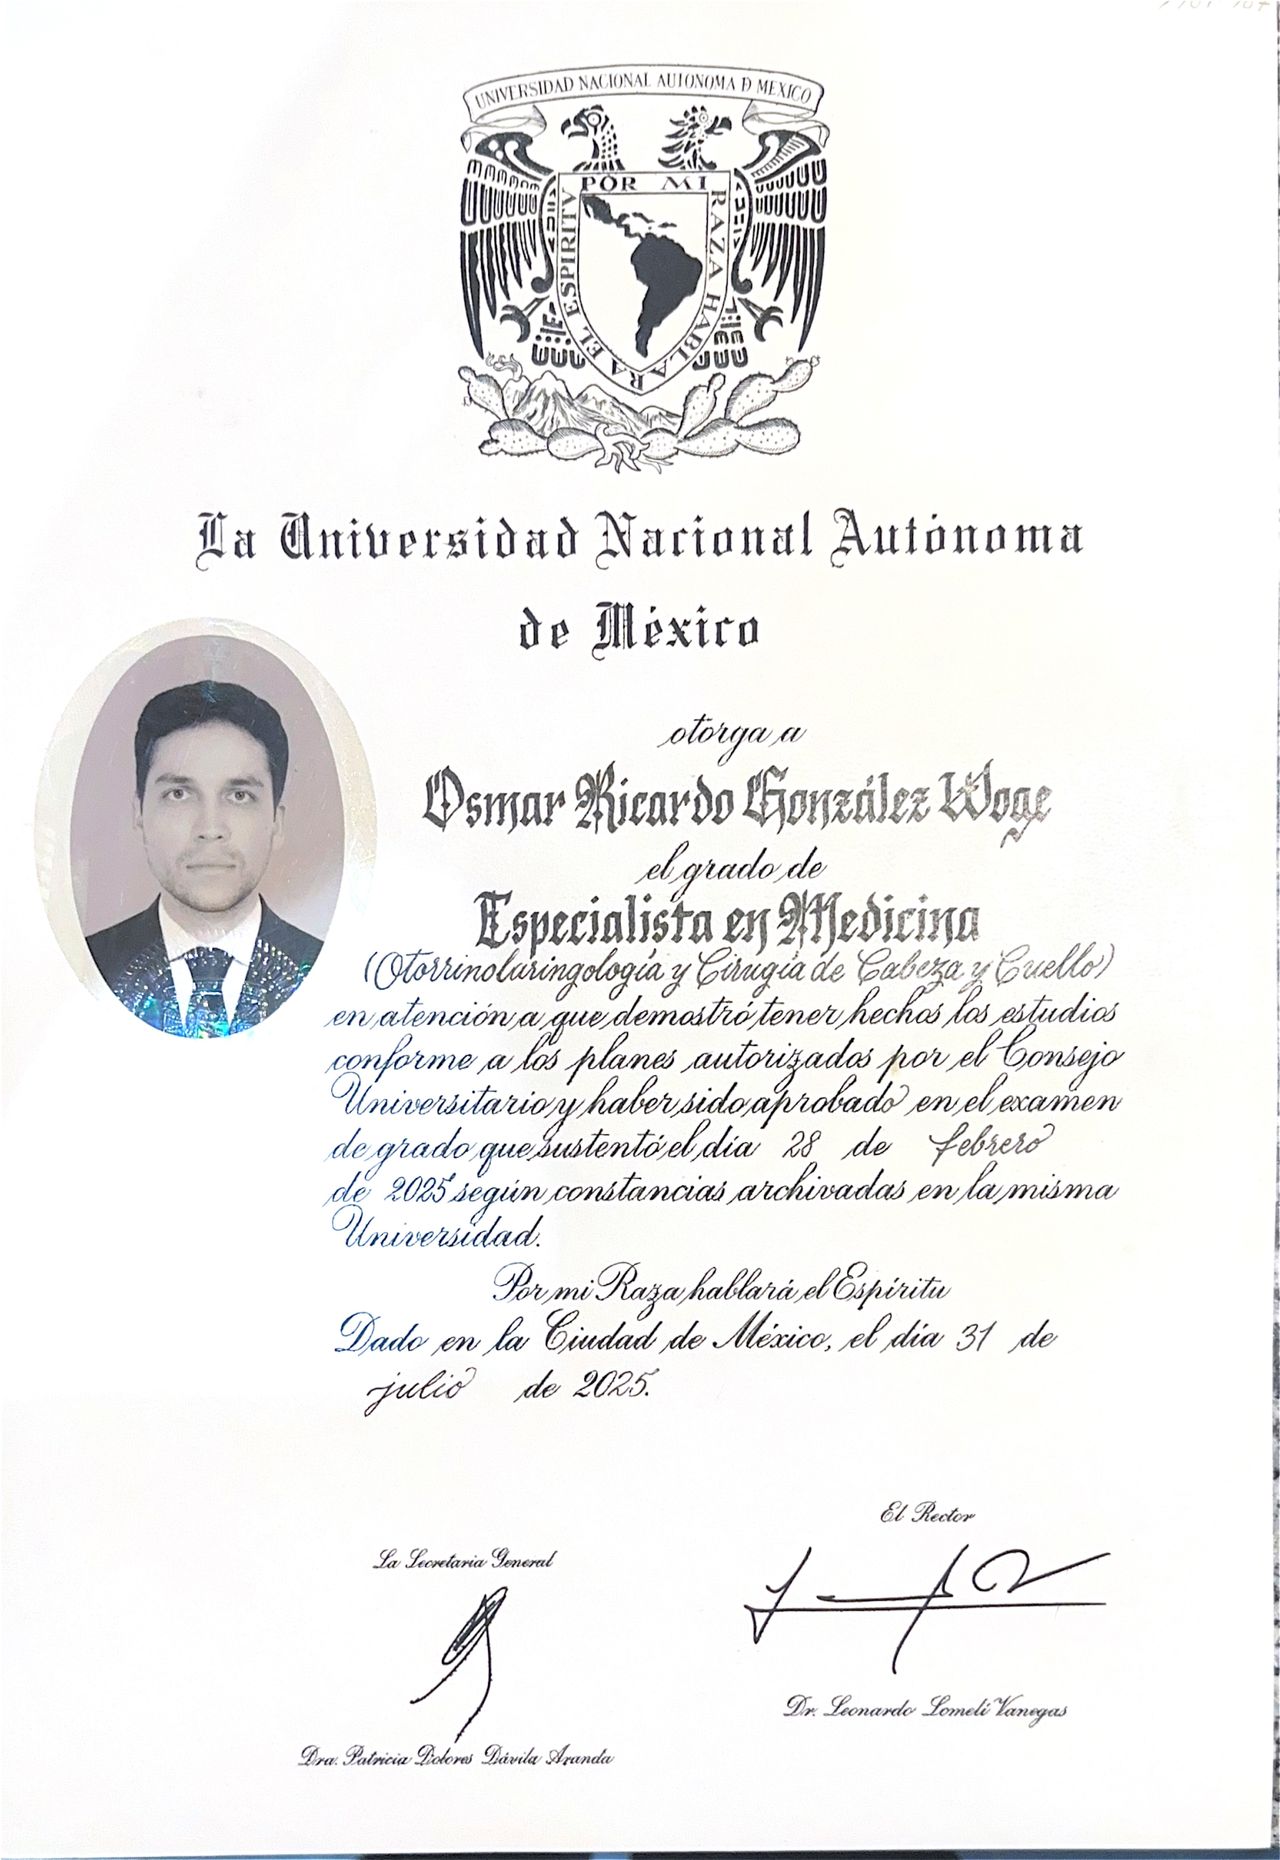 UNIVERSIDAD NACIONAL AUTONOMA D MEXICO
POR MI RAZA HABLARA EL ESPIRITV
La Universidad Nacional Autónoma
de México
otorga a
Osmar Ricardo González Woge
el grado de
Especialista en Medicina
(Otorrinolaringología y Cirugía de Cabeza y Cuello)
en atención a que demostró tener hechos los estudios
conforme a los planes autorizados por el Consejo
Universitario y haber sido aprobado en el examen
de grado que sustentó el día 28 de febrero
de 2025 según constancias archivadas en la misma
Universidad.
Por mi Raza hablará el Espíritu
Dado en la Ciudad de México, el día 31 de
julio de 2025.
El Rector
La Secretaria General
Dr. Leonardo Lomelí Vanegas
Dra. Patricia Dolores Dávila Aranda